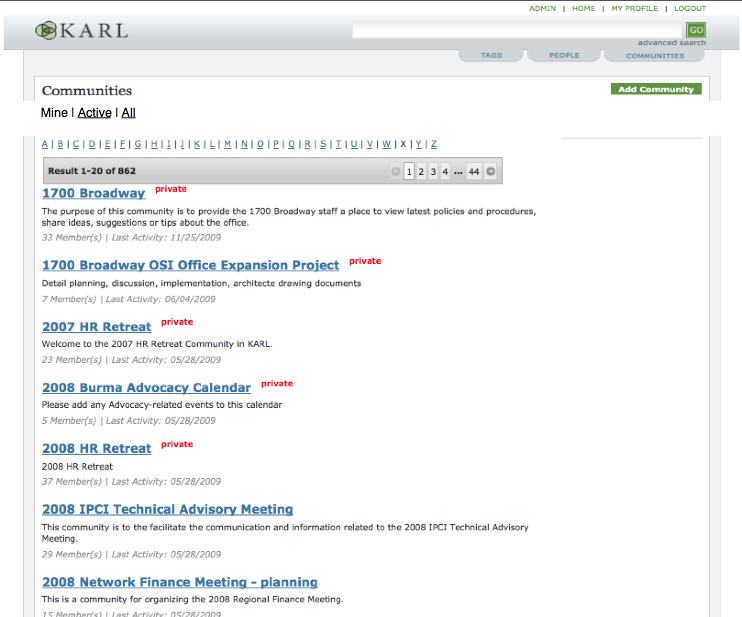 ADMIN | HOME | MY PROFILE | LOGOUT
KARL
GO
advanced search
TAGS PEOPLE COMMUNITIES
Communities
Add Community
Mine | Active | All
A | B | C | D | E | F | G | H | I | J | K | L | M | N | O | P | Q | R | S | T | U | V | W | X | Y | Z
Result 1-20 of 862
1 2 3 4 ... 44
1700 Broadway private
The purpose of this community is to provide the 1700 Broadway staff a place to view latest policies and procedures,
share ideas, suggestions or tips about the office.
33 Member(s) | Last Activity: 11/25/2009
1700 Broadway OSI Office Expansion Project private
Detail planning, discussion, implementation, architecte drawing documents
7 Member(s) | Last Activity: 06/04/2009
2007 HR Retreat private
Welcome to the 2007 HR Retreat Community in KARL.
23 Member(s) | Last Activity: 05/28/2009
2008 Burma Advocacy Calendar private
Please add any Advocacy-related events to this calendar
5 Member(s) | Last Activity: 05/28/2009
2008 HR Retreat private
2008 HR Retreat
37 Member(s) | Last Activity: 05/28/2009
2008 IPCI Technical Advisory Meeting
This community is to the facilitate the communication and information related to the 2008 IPCI Technical Advisory
Meeting.
29 Member(s) | Last Activity: 05/28/2009
2008 Network Finance Meeting - planning
This is a community for organizing the 2008 Regional Finance Meeting.
15 Member(s) | Last Activity: 05/28/2009